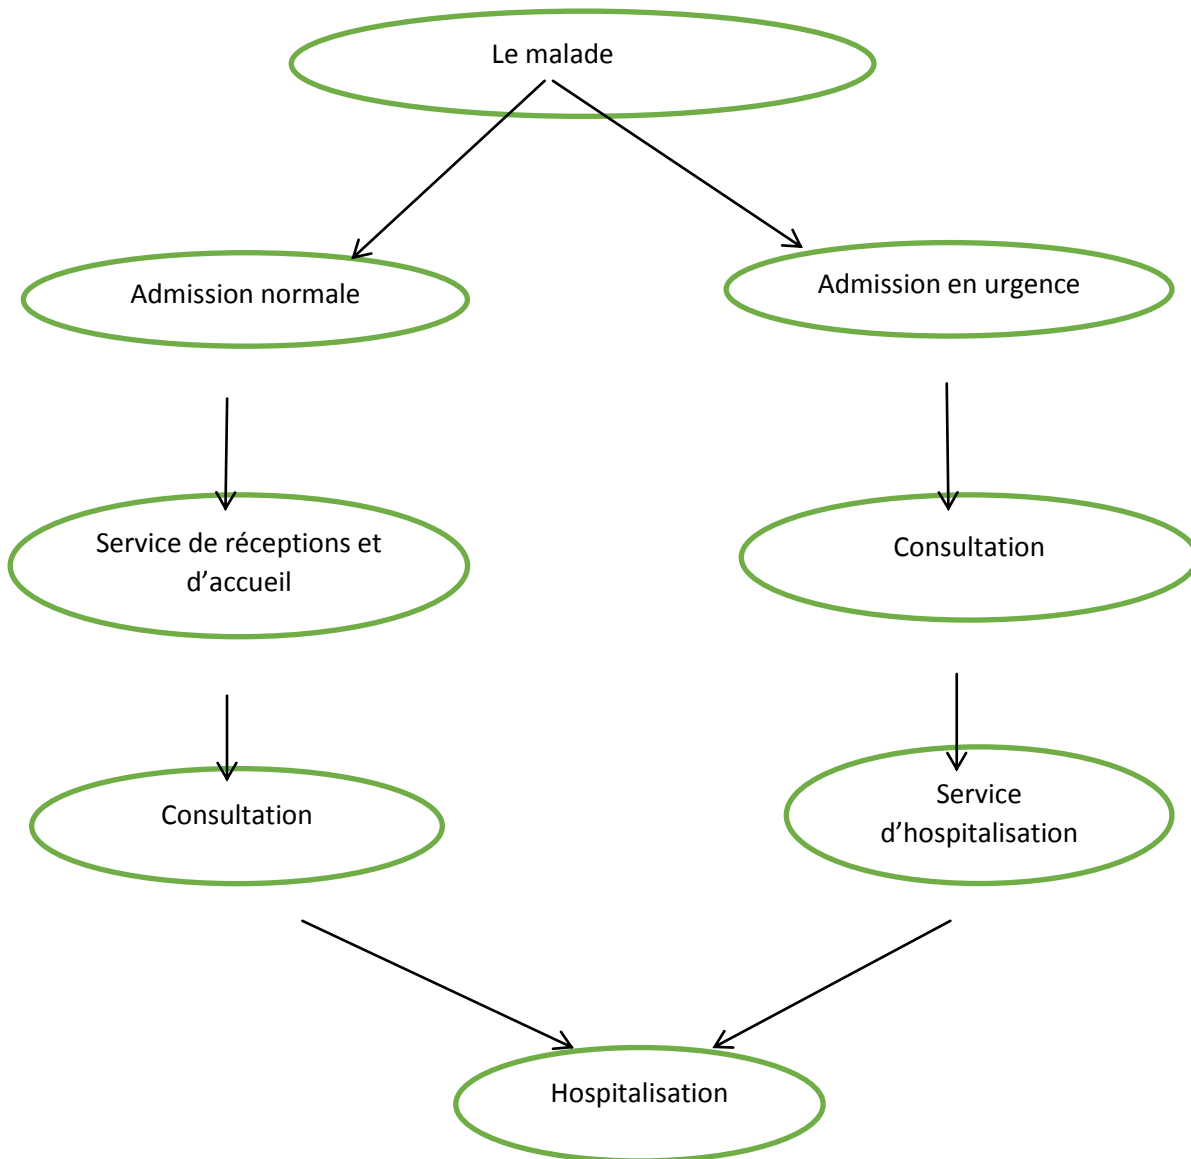 Le malade
Admission normale
Admission en urgence
Service de réceptions et
d’accueil
Consultation
Consultation
Service
d’hospitalisation
Hospitalisation